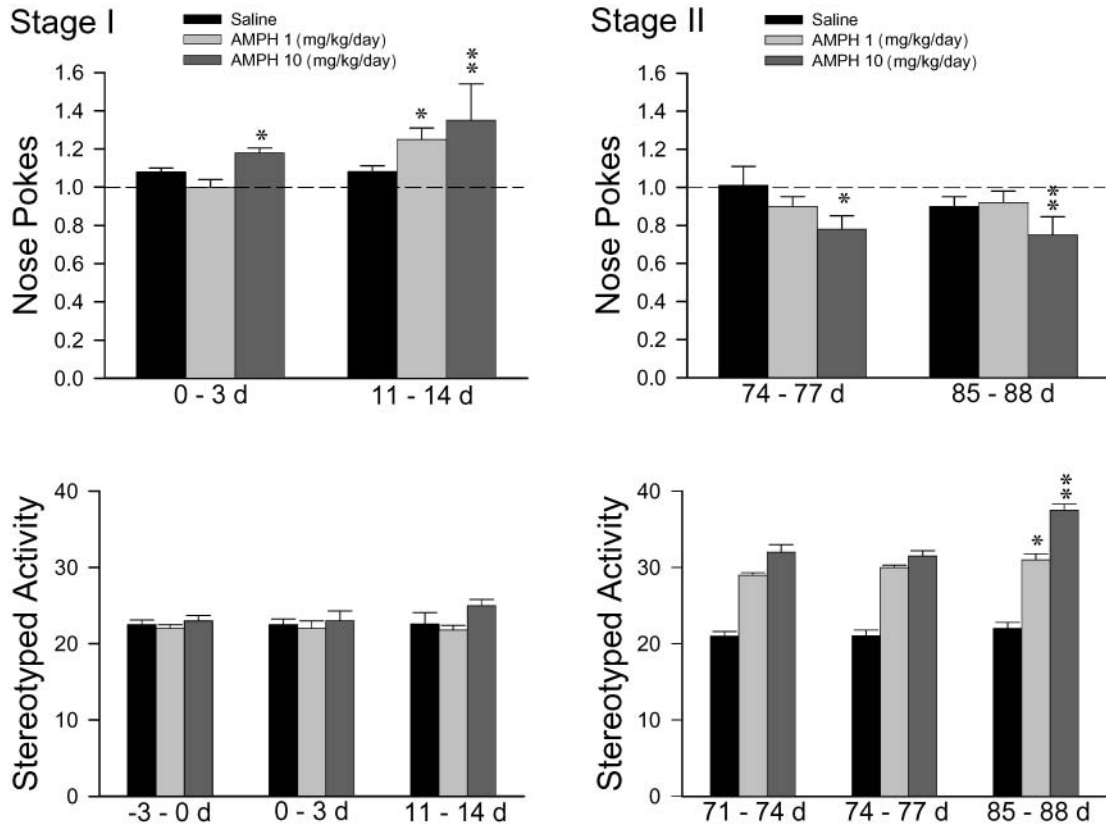 Stage I
Saline
AMPH 1 (mg/kg/day)
AMPH 10 (mg/kg/day)
Nose Pokes
1.6
1.4
1.2
1.0
0.8
0.6
0.4
0.2
0.0
*
*
**
0 - 3 d
11 - 14 d
Stage II
Saline
AMPH 1 (mg/kg/day)
AMPH 10 (mg/kg/day)
Nose Pokes
1.6
1.4
1.2
1.0
0.8
0.6
0.4
0.2
0.0
*
**
74 - 77 d
85 - 88 d
Stereotyped Activity
40
30
20
10
0
-3 - 0 d
0 - 3 d
11 - 14 d
Stereotyped Activity
40
30
20
10
0
*
**
71 - 74 d
74 - 77 d
85 - 88 d